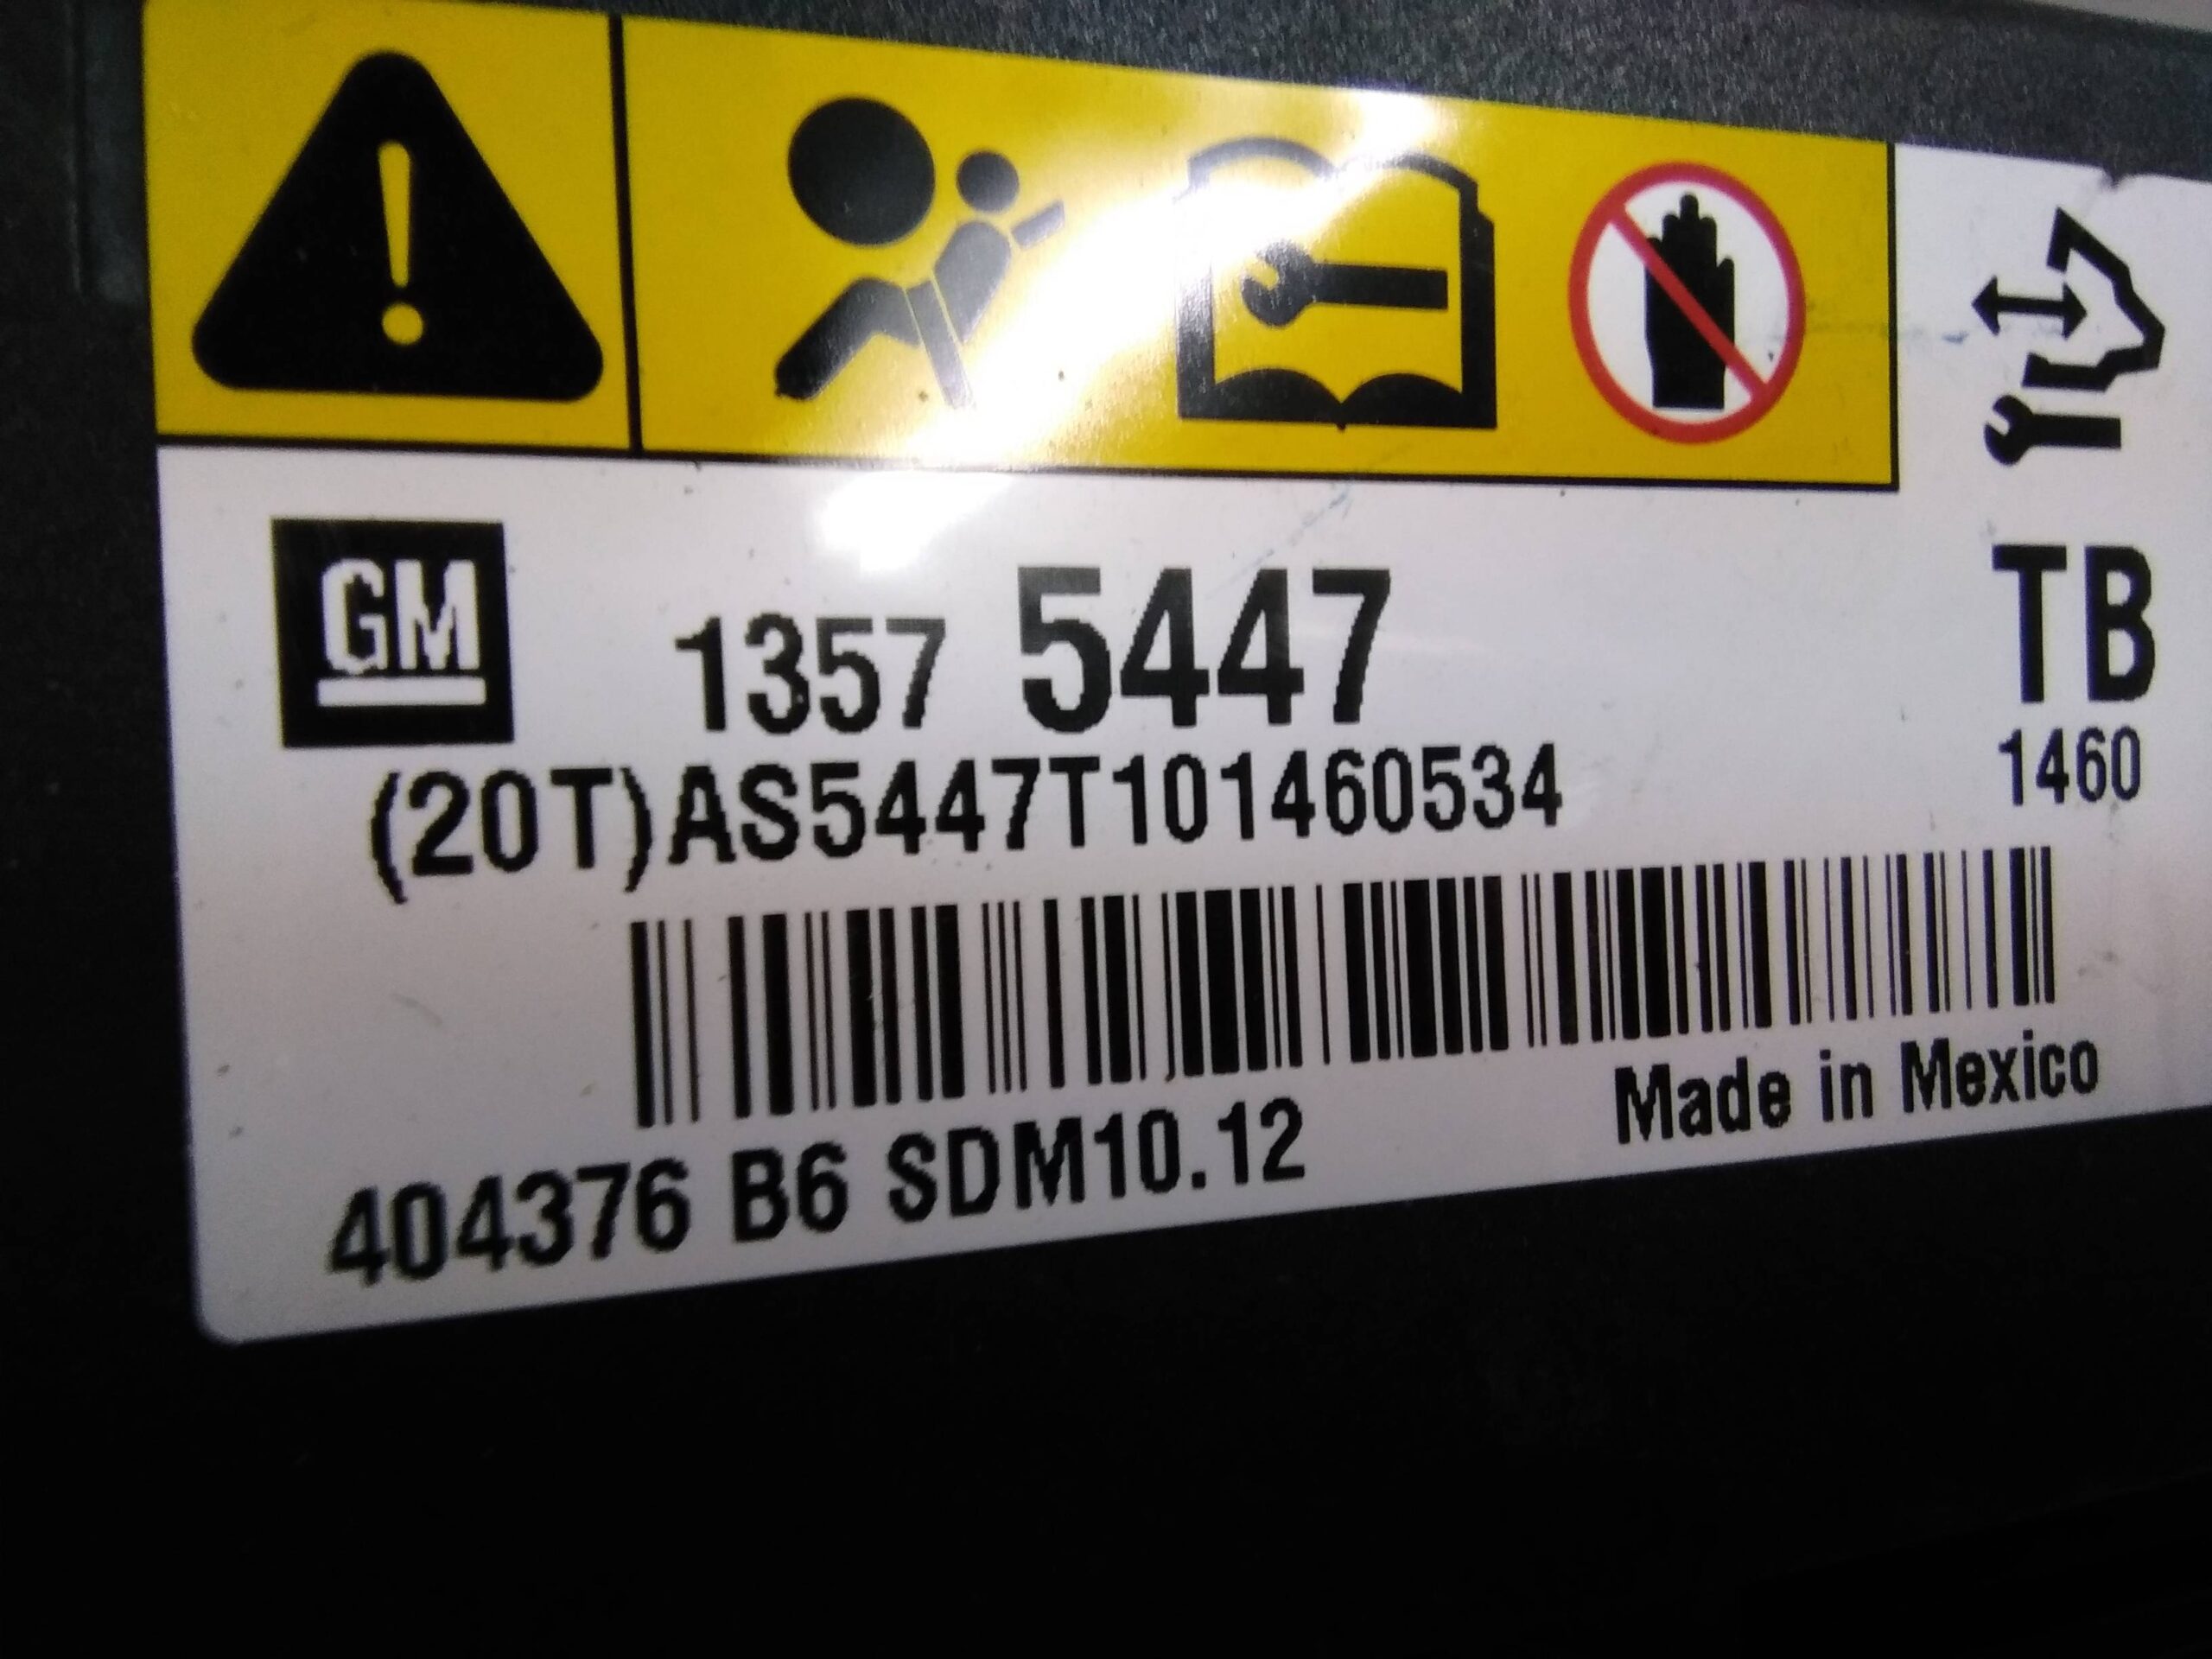 GM
1357 5447
TB
(20T)AS5447T101460534
1460
404376 B6 SDM10.12
Made in Mexico